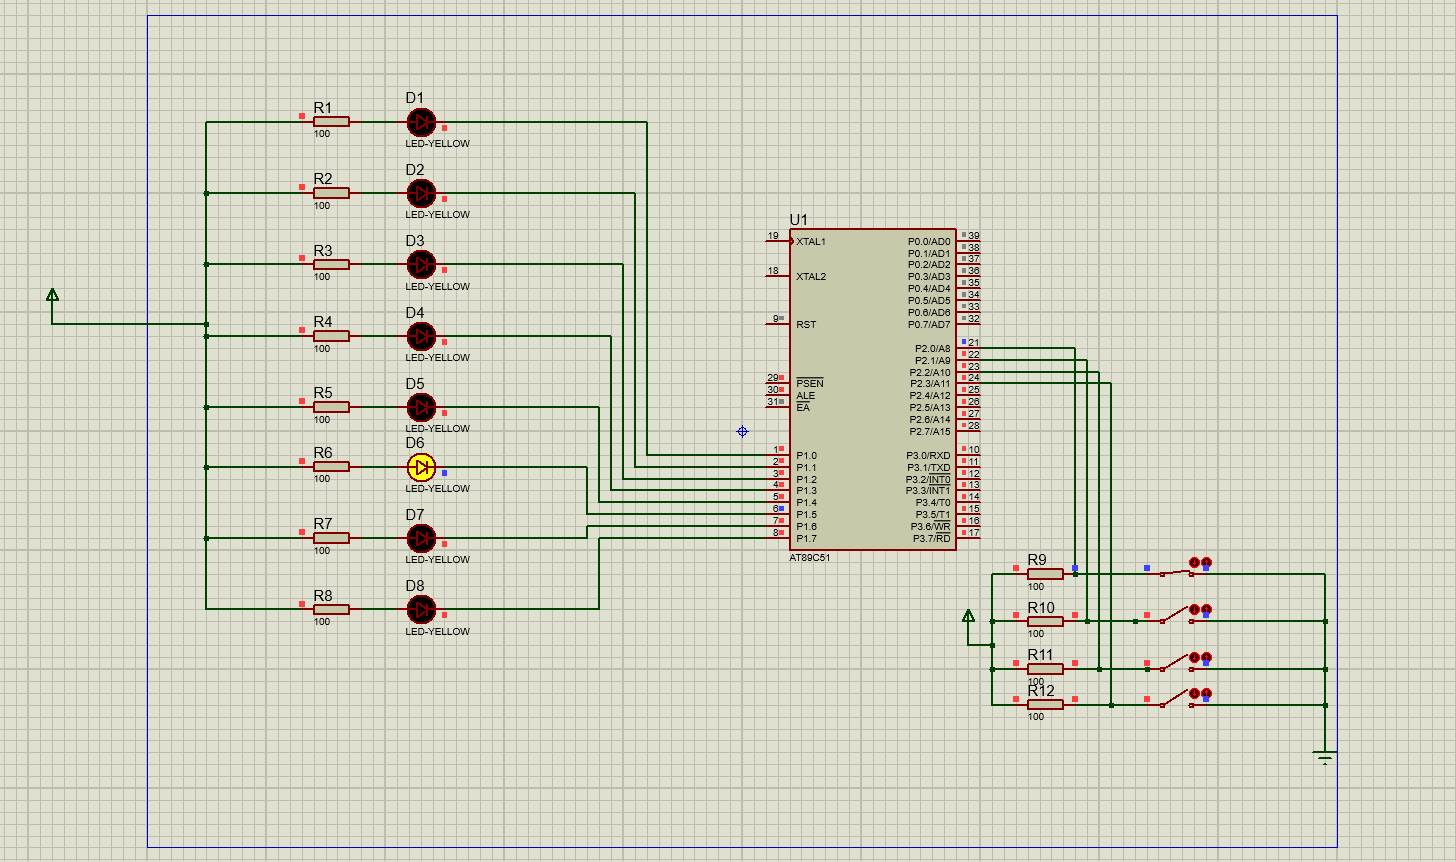 R1
100
D1
LED-YELLOW
R2
100
D2
LED-YELLOW
R3
100
D3
LED-YELLOW
R4
100
D4
LED-YELLOW
R5
100
D5
LED-YELLOW
R6
100
D6
LED-YELLOW
R7
100
D7
LED-YELLOW
R8
100
D8
LED-YELLOW
U1
19 XTAL1
18 XTAL2
9 RST
29 PSEN
30 ALE
31 EA
1 P1.0
2 P1.1
3 P1.2
4 P1.3
5 P1.4
6 P1.5
7 P1.6
8 P1.7
P0.0/AD0 39
P0.1/AD1 38
P0.2/AD2 37
P0.3/AD3 36
P0.4/AD4 35
P0.5/AD5 34
P0.6/AD6 33
P0.7/AD7 32
P2.0/A8 21
P2.1/A9 22
P2.2/A10 23
P2.3/A11 24
P2.4/A12 25
P2.5/A13 26
P2.6/A14 27
P2.7/A15 28
P3.0/RXD 10
P3.1/TXD 11
P3.2/INT0 12
P3.3/INT1 13
P3.4/T0 14
P3.5/T1 15
P3.6/WR 16
P3.7/RD 17
AT89C51
R9
100
R10
100
R11
100
R12
100